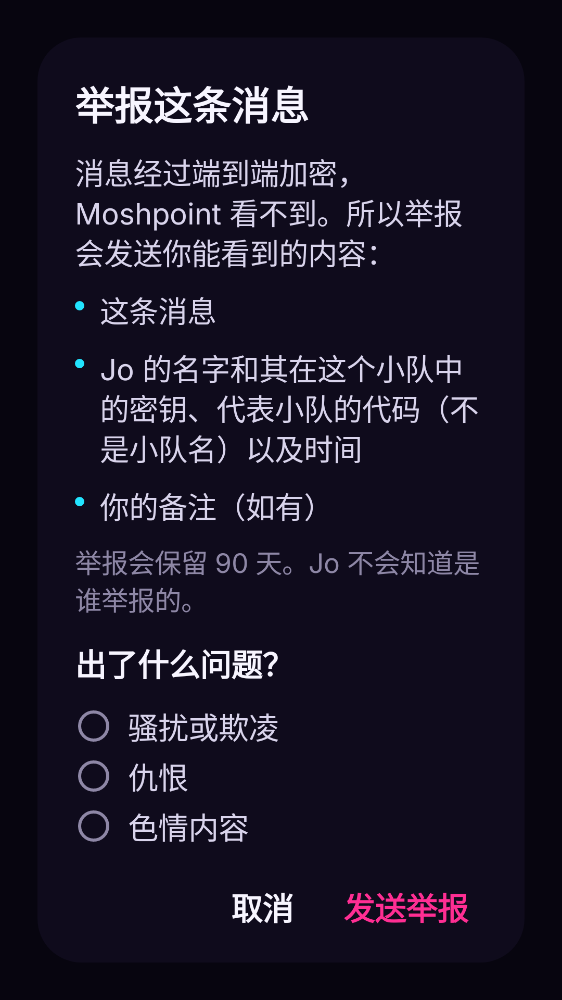 举报这条消息
消息经过端到端加密，
Moshpoint 看不到。所以举报
会发送你能看到的内容：
这条消息
Jo 的名字和其在这个小队中
的密钥、代表小队的代码（不
是小队名）以及时间
你的备注（如有）
举报会保留 90 天。Jo 不会知道是
谁举报的。
出了什么问题？
骚扰或欺凌
仇恨
色情内容
取消 发送举报